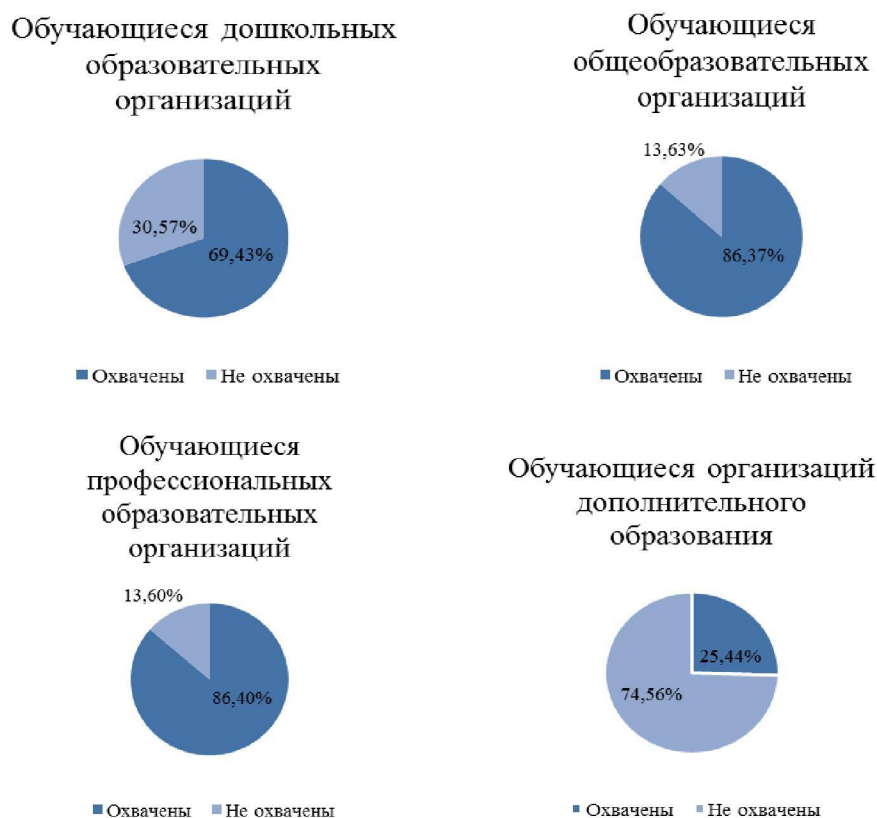 Обучающиеся дошкольных
образовательных
организаций
30,57%
69,43%
Охвачены Не охвачены
Обучающиеся
общеобразовательных
организаций
13,63%
86,37%
Охвачены Не охвачены
Обучающиеся
профессиональных
образовательных
организаций
13,60%
86,40%
Охвачены Не охвачены
Обучающиеся организаций
дополнительного
образования
25,44%
74,56%
Охвачены Не охвачены